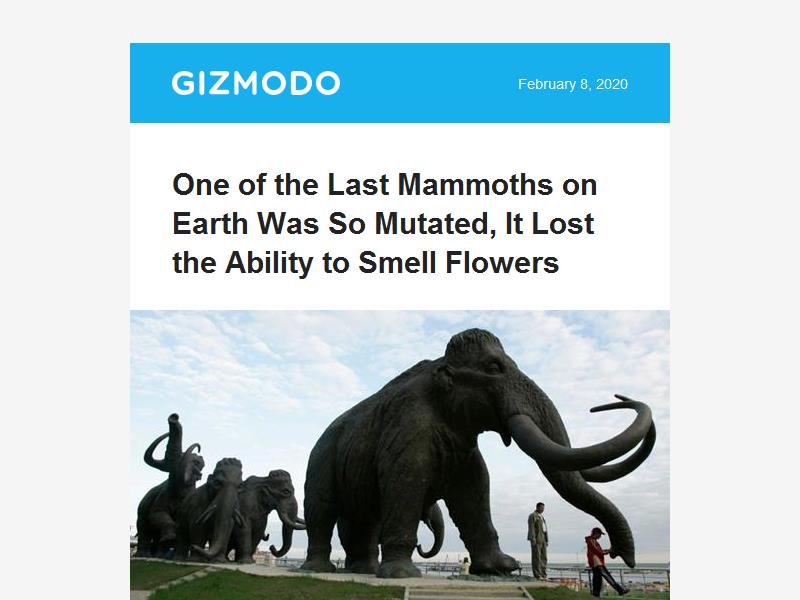 GIZMODO
February 8, 2020
One of the Last Mammoths on
Earth Was So Mutated, It Lost
the Ability to Smell Flowers